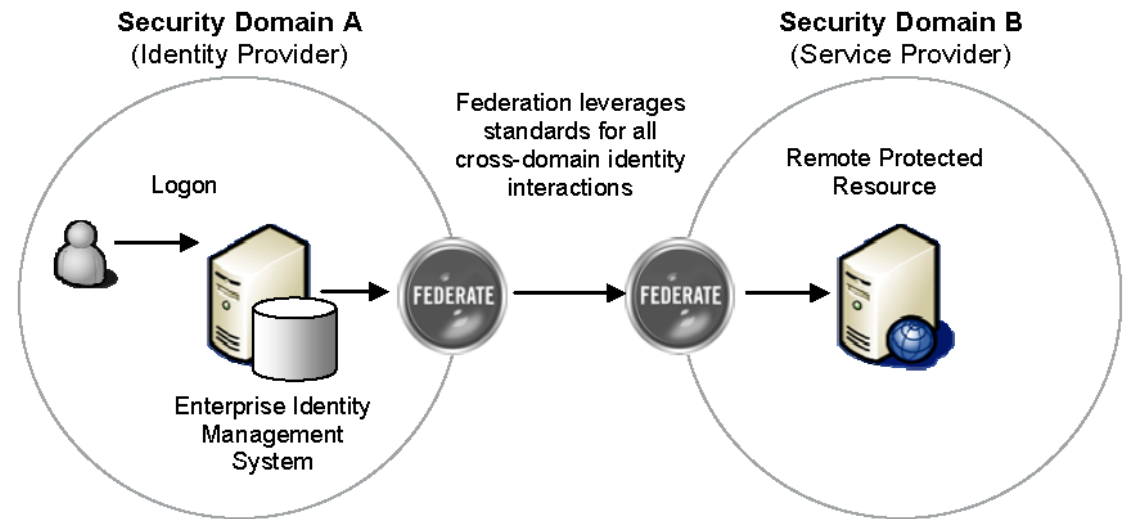 Security Domain A
(Identity Provider)
Security Domain B
(Service Provider)
Federation leverages
standards for all
cross-domain identity
interactions
Logon
Remote Protected
Resource
FEDERATE
FEDERATE
Enterprise Identity
Management
System